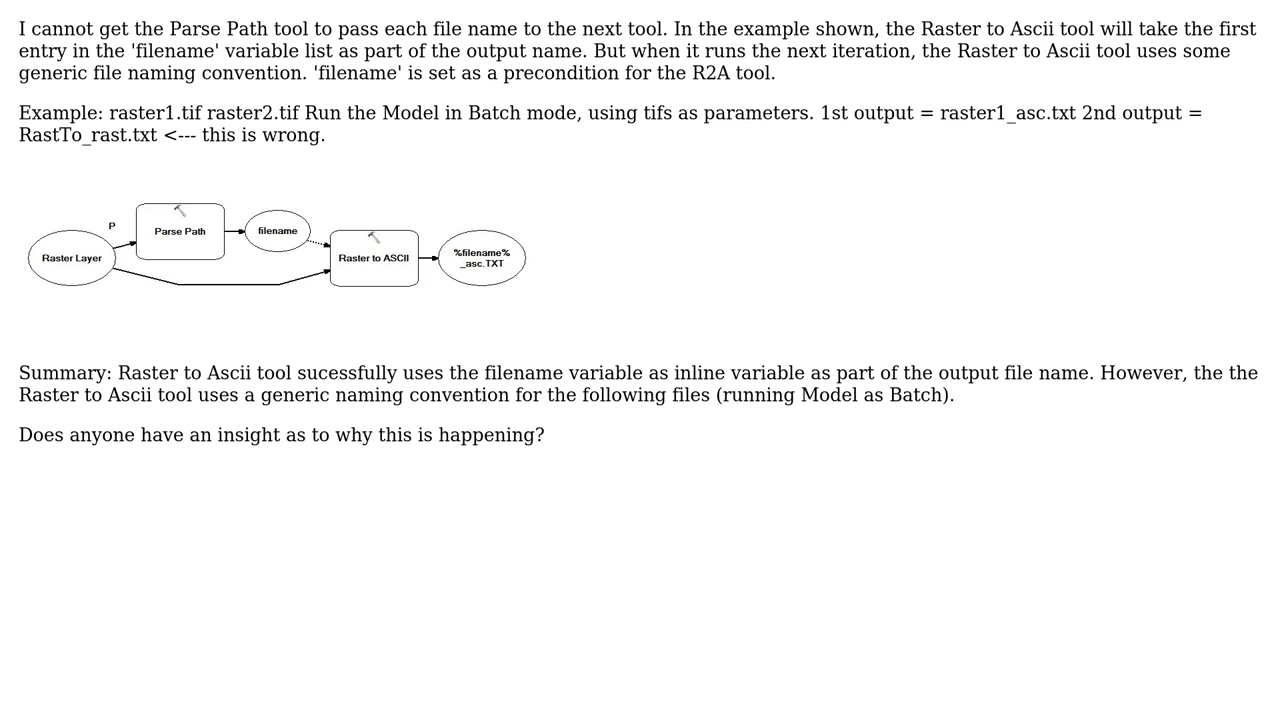 I cannot get the Parse Path tool to pass each file name to the next tool. In the example shown, the Raster to Ascii tool will take the first
entry in the 'filename' variable list as part of the output name. But when it runs the next iteration, the Raster to Ascii tool uses some
generic file naming convention. 'filename' is set as a precondition for the R2A tool.
Example: raster1.tif raster2.tif Run the Model in Batch mode, using tifs as parameters. 1st output = raster1_asc.txt 2nd output =
RastTo_rast.txt <--- this is wrong.
P
Raster Layer
Parse Path
filename
Raster to ASCII
%filename%
_asc.TXT
Summary: Raster to Ascii tool sucessfully uses the filename variable as inline variable as part of the output file name. However, the the
Raster to Ascii tool uses a generic naming convention for the following files (running Model as Batch).
Does anyone have an insight as to why this is happening?